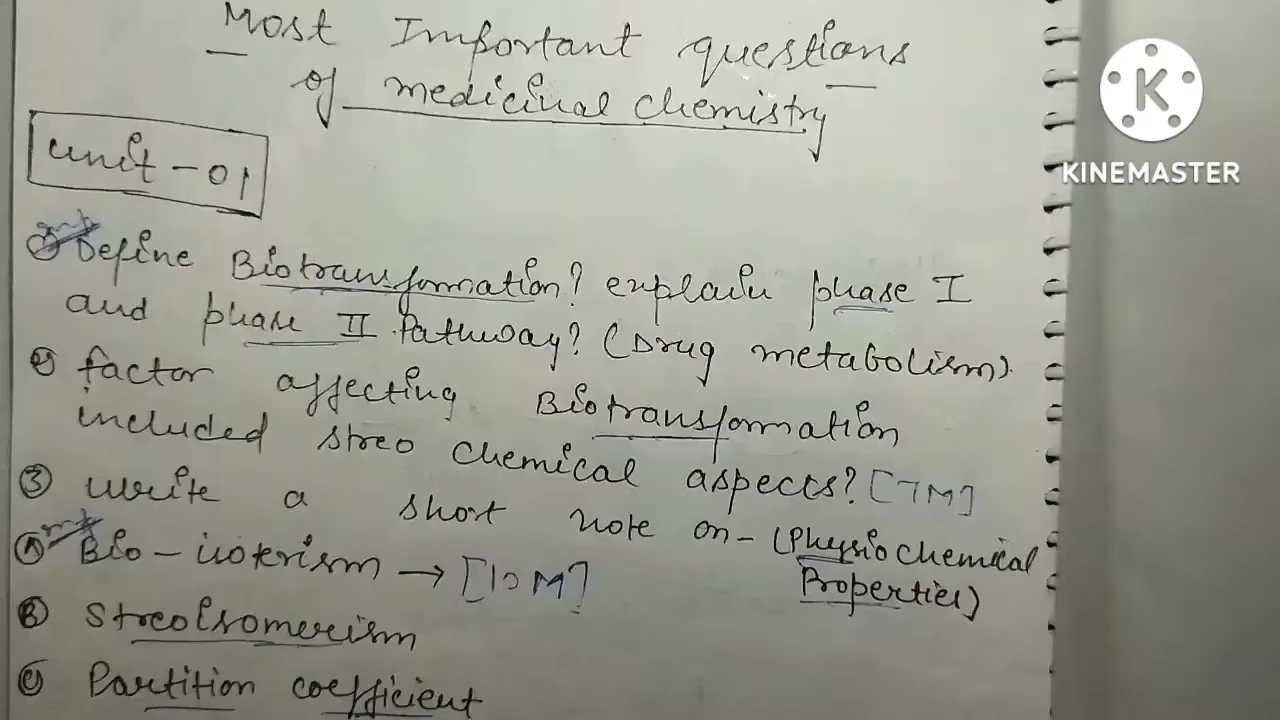 Most Important questions
of medicinal chemistry
unit-01
① Define Biotransformation? explain phase I
and phase II Pathway? (Drug metabolism).
② factor affecting Biotransformation
included streo chemical aspects? [7M]
③ write a short note on- (Physiochemical
Properties)
Ⓐ Bio-isoterism → [10M]
Ⓑ Streoisomerism
Ⓒ Partition coefficient
K
KINEMASTER